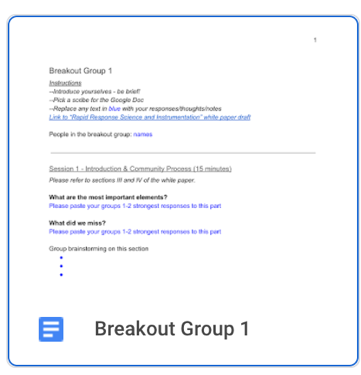 1
Breakout Group 1
Instructions
--Introduce yourselves - be brief!
--Pick a scribe for the Google Doc
--Replace any text in blue with your responses/thoughts/notes
Link to "Rapid Response Science and Instrumentation" white paper draft
People in the breakout group: names
Session 1 - Introduction & Community Process (15 minutes)
Please refer to sections III and IV of the white paper.
What are the most important elements?
Please paste your groups 1-2 strongest responses to this part
What did we miss?
Please paste your groups 1-2 strongest responses to this part
Group brainstorming on this section
Breakout Group 1